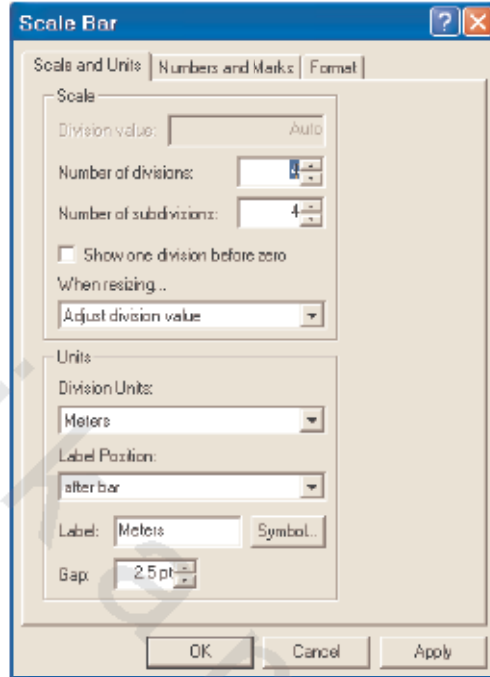 Scale Bar
Scale and Units Numbers and Marks Format
Scale
Division value: Auto
Number of divisions: 4
Number of subdivisions: 4
Show one division before zero
When resizing...
Adjust division value
Units
Division Units:
Meters
Label Position:
after bar
Label: Meters Symbol...
Gap: 2.5 pt
OK Cancel Apply